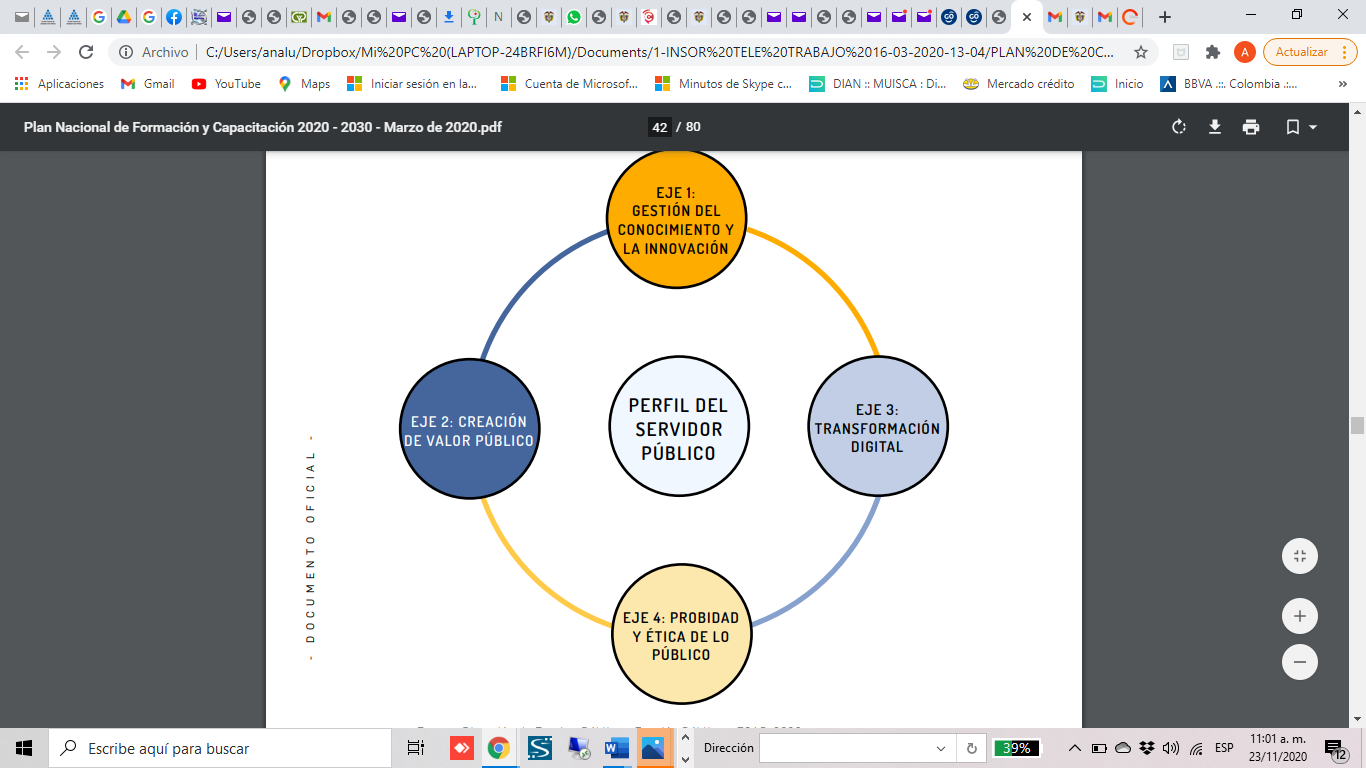 Archivo
C:/Users/analu/Dropbox/Mi%20PC%20(LAPTOP-24BRFI6M)/Documents/1-INSOR%20TELE%20TRABAJO%2016-03-2020-13-04/PLAN%20DE%20C...
A
Actualizar
Aplicaciones
Gmail
YouTube
Maps
Iniciar sesión en la...
Cuenta de Microsof...
Minutos de Skype c...
DIAN :: MUISCA : Di...
Mercado crédito
Inicio
BBVA .::. Colombia .:...
»
Plan Nacional de Formación y Capacitación 2020 - 2030 - Marzo de 2020.pdf
42 / 80
EJE 1:
GESTIÓN DEL
CONOCIMIENTO Y
LA INNOVACIÓN
EJE 2: CREACIÓN
DE VALOR PÚBLICO
PERFIL DEL
SERVIDOR
PÚBLICO
EJE 3:
TRANSFORMACIÓN
DIGITAL
EJE 4: PROBIDAD
Y ÉTICA DE LO
PÚBLICO
- DOCUMENTO OFICIAL -
Escribe aquí para buscar
Dirección
39%
ESP
11:01 a. m.
23/11/2020
12